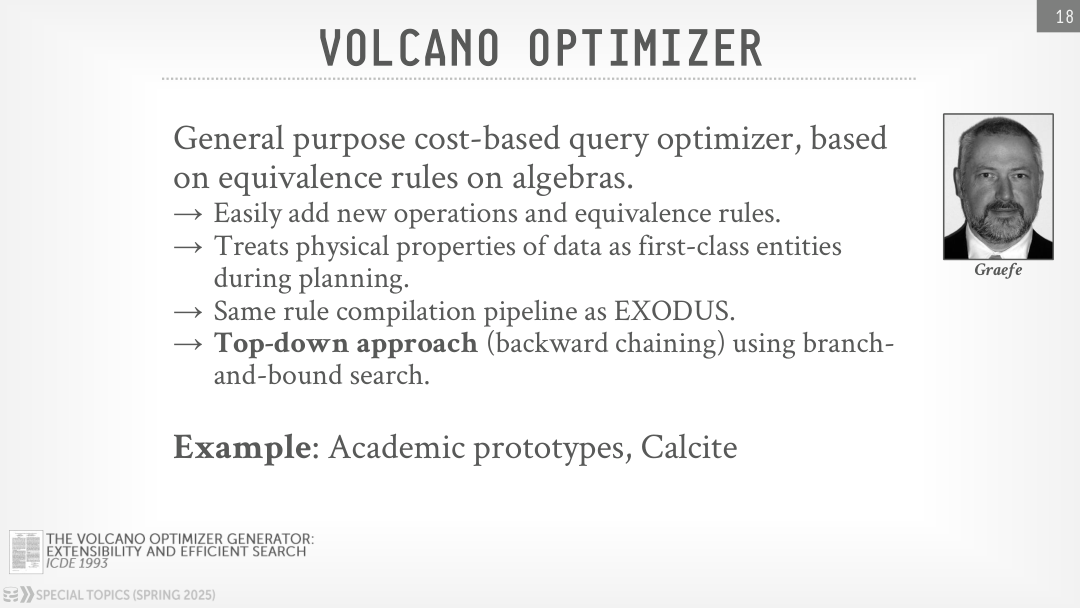 18
VOLCANO OPTIMIZER
General purpose cost-based query optimizer, based
on equivalence rules on algebras.
→ Easily add new operations and equivalence rules.
→ Treats physical properties of data as first-class entities
during planning.
→ Same rule compilation pipeline as EXODUS.
→ Top-down approach (backward chaining) using branch-
and-bound search.
Graefe
Example: Academic prototypes, Calcite
THE VOLCANO OPTIMIZER GENERATOR:
EXTENSIBILITY AND EFFICIENT SEARCH
ICDE 1993
SPECIAL TOPICS (SPRING 2025)